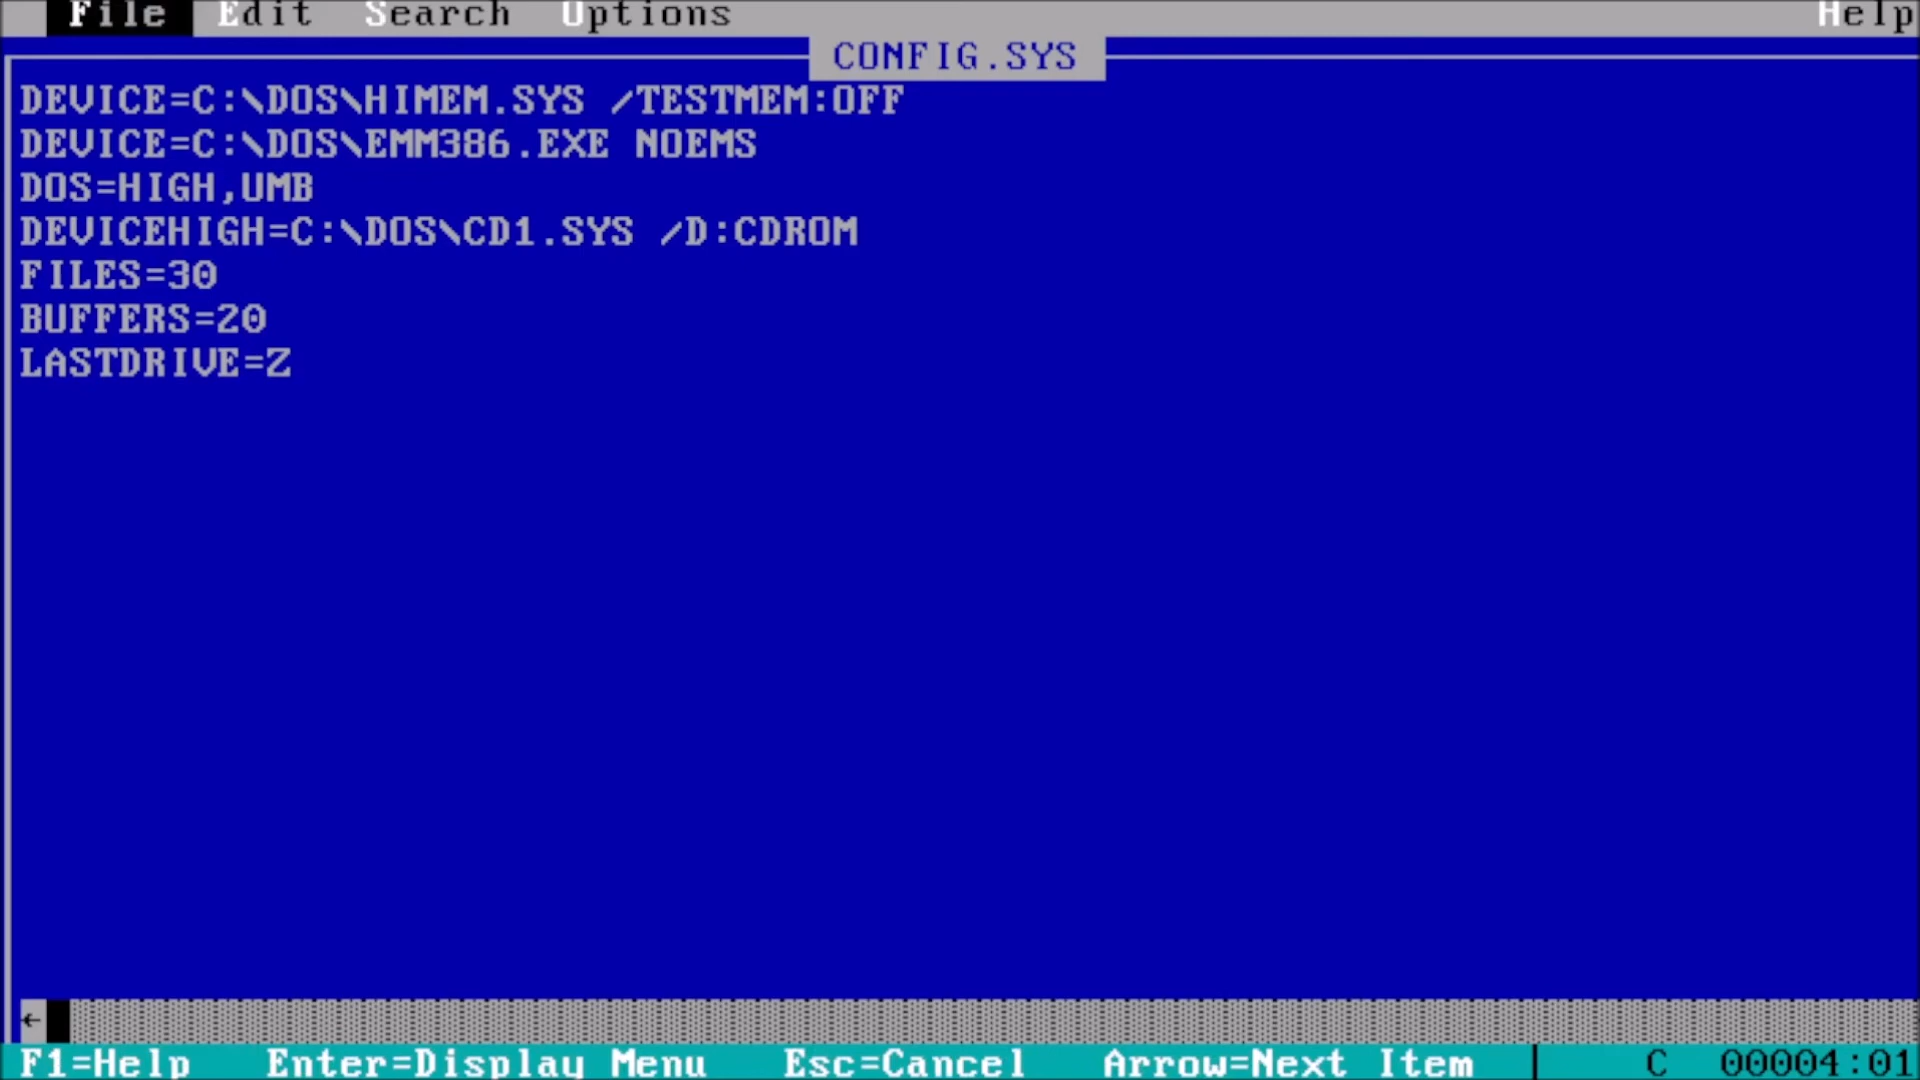 File Edit Search Options Help
CONFIG.SYS
DEVICE=C:\DOS\HIMEM.SYS /TESTMEM:OFF
DEVICE=C:\DOS\EMM386.EXE NOEMS
DOS=HIGH,UMB
DEVICEHIGH=C:\DOS\CD1.SYS /D:CDROM
FILES=30
BUFFERS=20
LASTDRIVE=Z
F1=Help Enter=Display Menu Esc=Cancel Arrow=Next Item C 00004:01